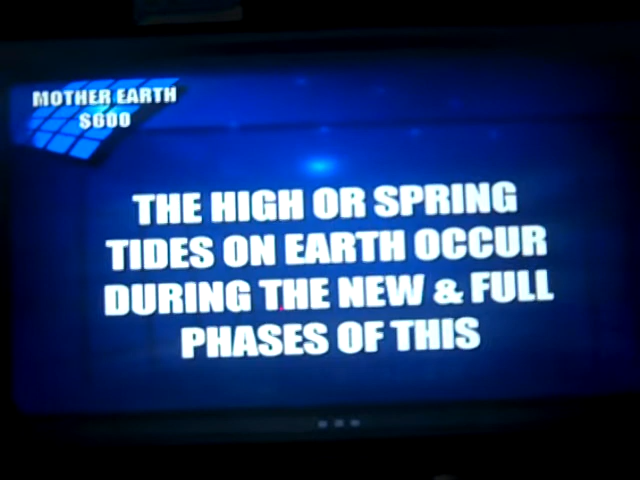 MOTHER EARTH
$600
THE HIGH OR SPRING
TIDES ON EARTH OCCUR
DURING THE NEW & FULL
PHASES OF THIS